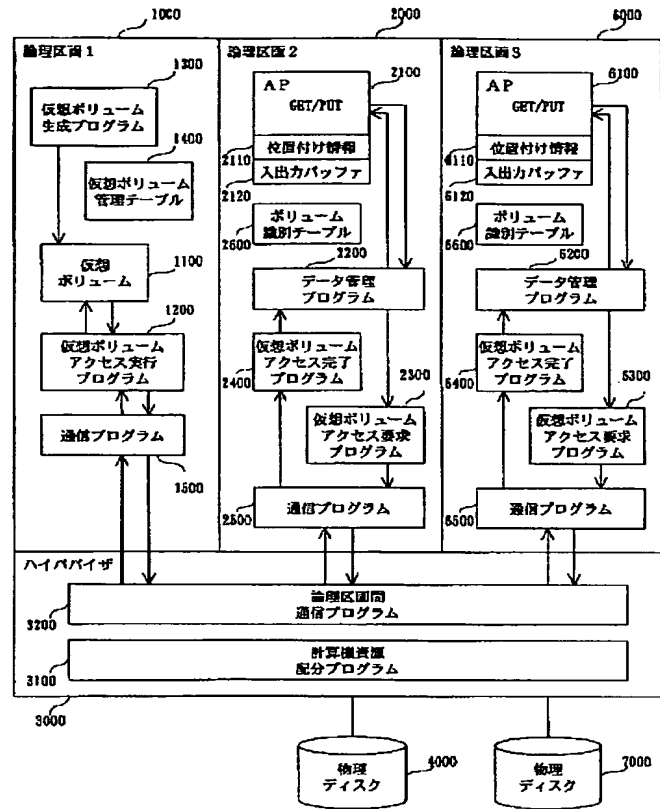 1000
2000
6000
論理区画1
論理区画2
論理区画3
1300
仮想ボリューム
生成プログラム
1400
仮想ボリューム
管理テーブル
仮想
ボリューム
1100
1200
仮想ボリューム
アクセス実行
プログラム
通信プログラム
1500
2100
AP
GET/PUT
位置付け情報
2110
入出力バッファ
2120
ボリューム
識別テーブル
2600
2200
データ管理
プログラム
仮想ボリューム
アクセス完了
プログラム
2400
2300
仮想ボリューム
アクセス要求
プログラム
通信プログラム
2500
6100
AP
GET/PUT
位置付け情報
6110
入出力バッファ
6120
ボリューム
識別テーブル
6200
データ管理
プログラム
仮想ボリューム
アクセス完了
プログラム
仮想ボリューム
アクセス要求
プログラム
通信プログラム
ハイパバイザ
論理区画間
通信プログラム
3200
計算機資源
配分プログラム
3100
3000
物理
ディスク
4000
物理
ディスク
7000